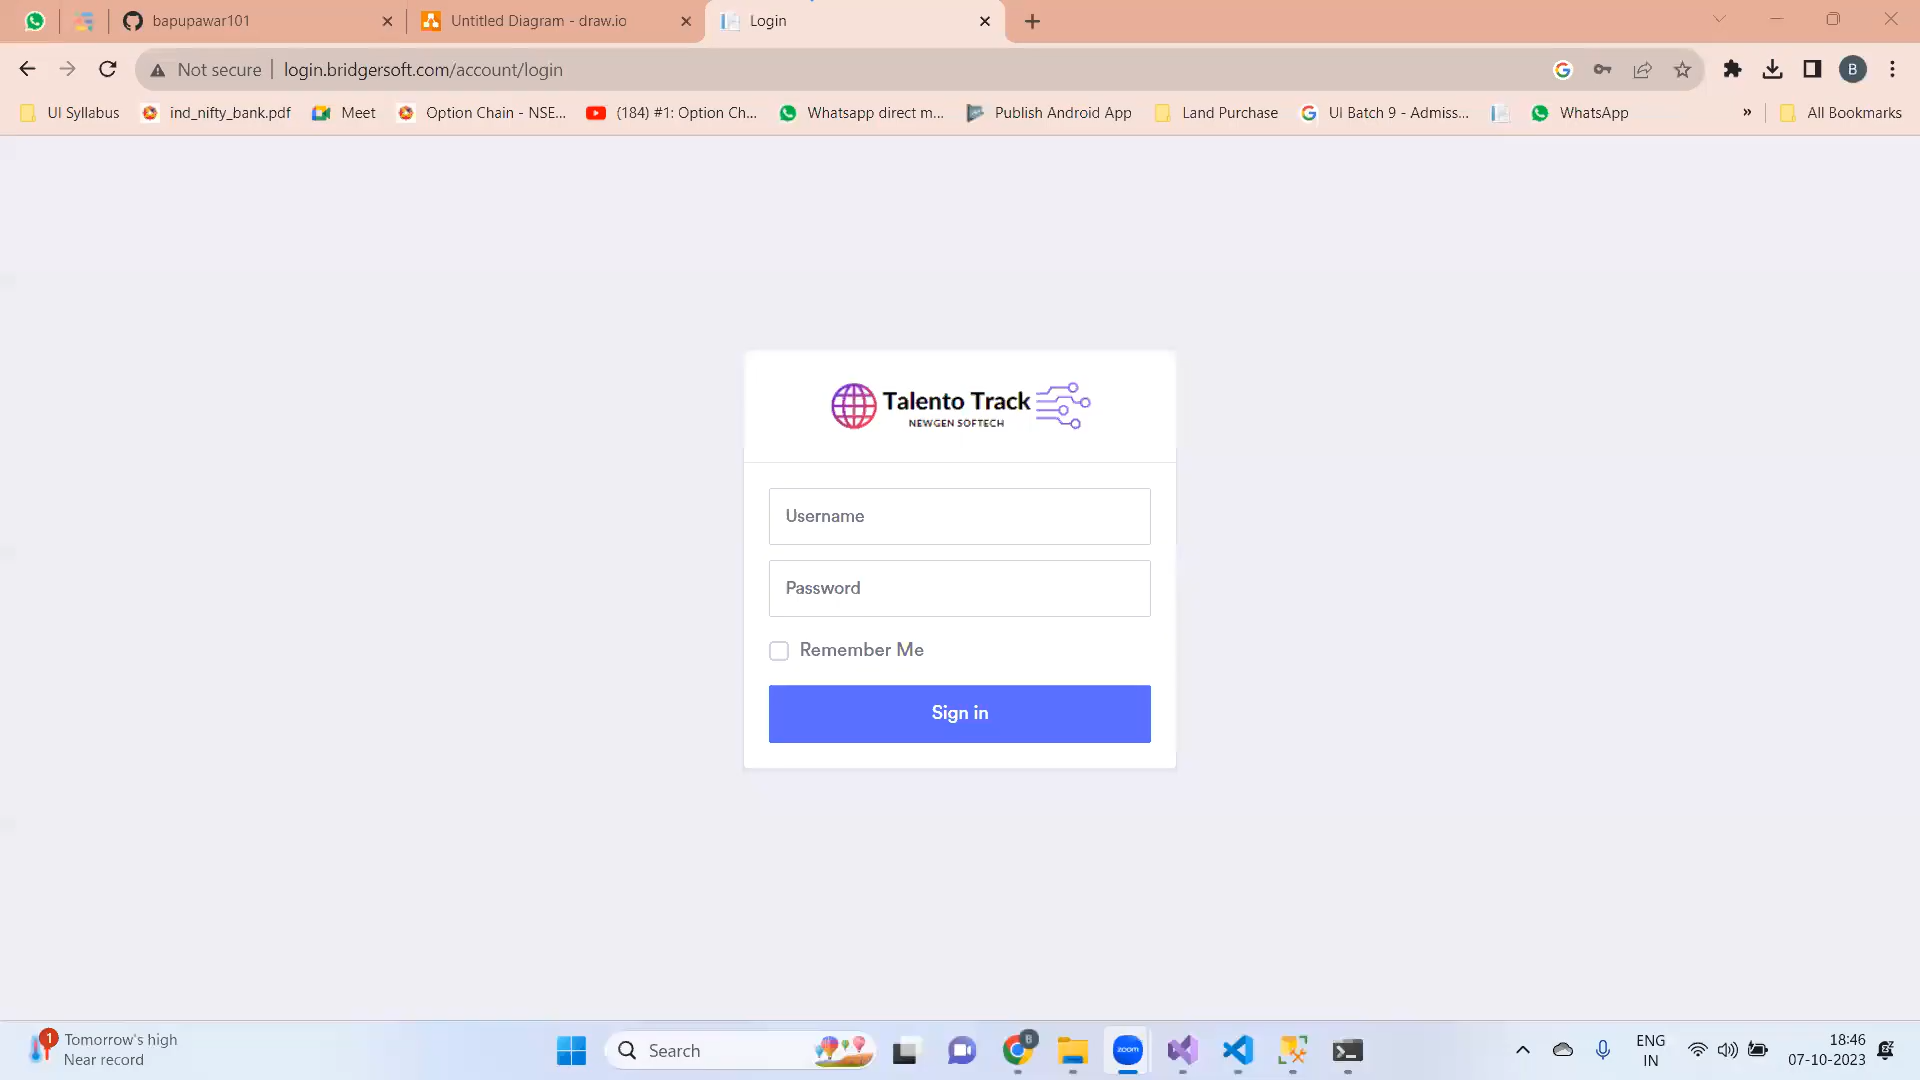 bapupawar101
Untitled Diagram - draw.io
Login
Not secure
login.bridgersoft.com/account/login
B
UI Syllabus
ind_nifty_bank.pdf
Meet
Option Chain - NSE...
(184) #1: Option Ch...
Whatsapp direct m...
Publish Android App
Land Purchase
UI Batch 9 - Admiss...
WhatsApp
»
All Bookmarks
Talento Track
NEWGEN SOFTECH
Username
Password
Remember Me
Sign in
1
Tomorrow's high
Near record
Search
B
zoom
ENG
IN
18:46
07-10-2023